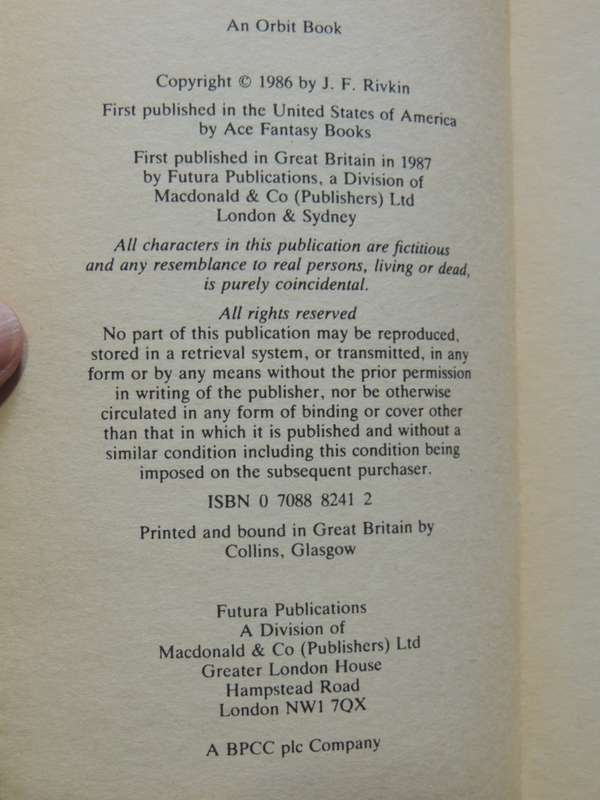 An Orbit Book
Copyright © 1986 by J. F. Rivkin
First published in the United States of America
by Ace Fantasy Books
First published in Great Britain in 1987
by Futura Publications, a Division of
Macdonald & Co (Publishers) Ltd
London & Sydney
All characters in this publication are fictitious
and any resemblance to real persons, living or dead,
is purely coincidental.
All rights reserved
No part of this publication may be reproduced,
stored in a retrieval system, or transmitted, in any
form or by any means without the prior permission
in writing of the publisher, nor be otherwise
circulated in any form of binding or cover other
than that in which it is published and without a
similar condition including this condition being
imposed on the subsequent purchaser.
ISBN 0 7088 8241 2
Printed and bound in Great Britain by
Collins, Glasgow
Futura Publications
A Division of
Macdonald & Co (Publishers) Ltd
Greater London House
Hampstead Road
London NW1 7QX
A BPCC plc Company